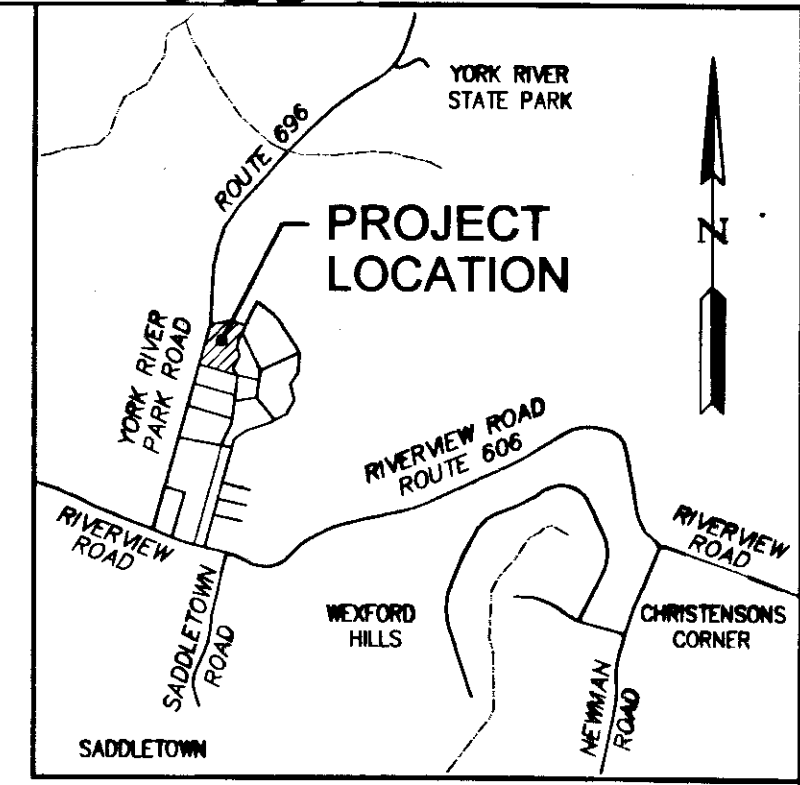 YORK RIVER
STATE PARK
ROUTE 696
PROJECT
LOCATION
N
YORK RIVER
PARK ROAD
RIVERVIEW ROAD
ROUTE 606
RIVERVIEW
ROAD
RIVERVIEW
ROAD
SADDLETOWN
ROAD
WEXFORD
HILLS
CHRISTENSONS
CORNER
NEWMAN
ROAD
SADDLETOWN